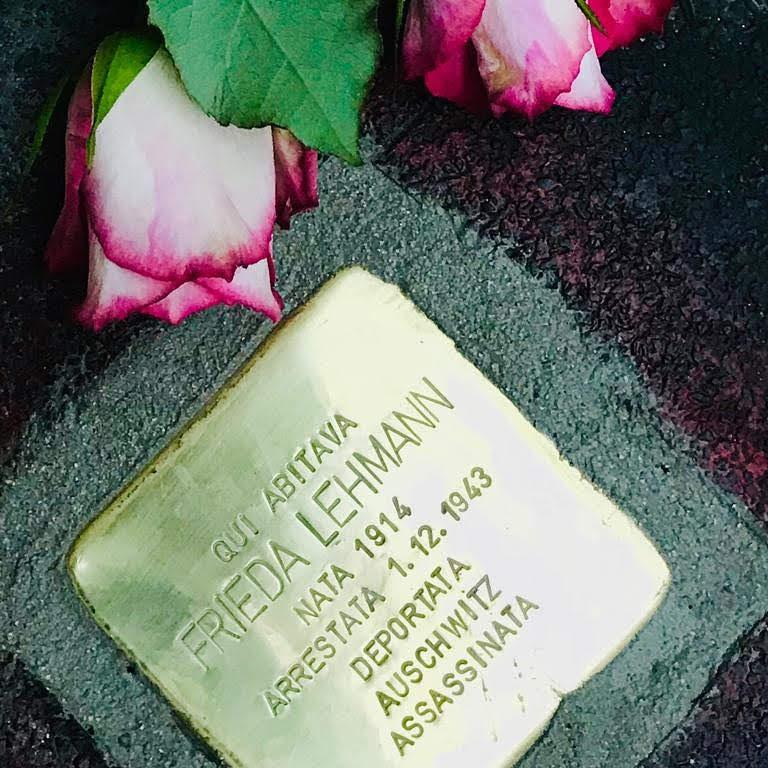 QUI ABITAVA
FRIEDA LEHMANN
NATA 1914
ARRESTATA 1.12.1943
DEPORTATA
AUSCHWITZ
ASSASSINATA